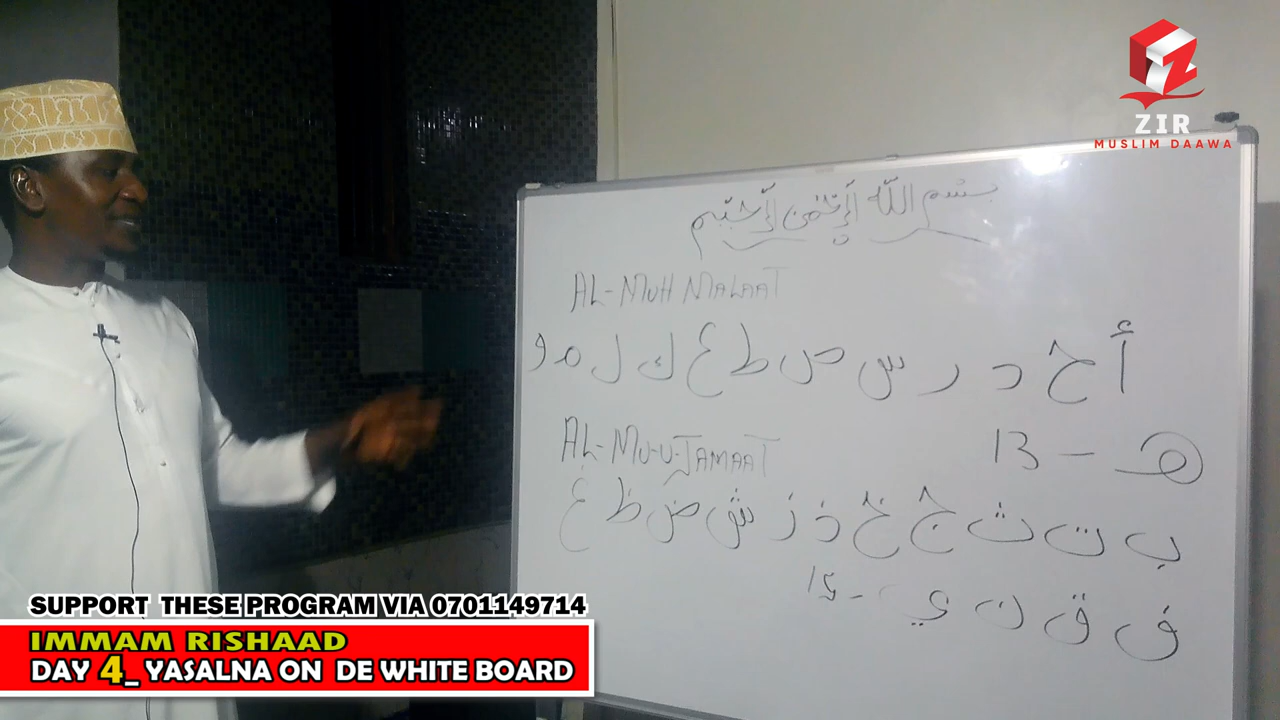 ZIR
MUSLIM DAAWA
بسم الله الرحمن الرحيم
AL-MUHMALAAT
أ ح د ر س ص ط ع ك ل م و
ه - 13
AL-MU-U-JAMAAT
ب ت ث ج خ ذ ز ش ض ظ غ
ف ق ن ي - 15
SUPPORT THESE PROGRAM VIA 0701149714
IMMAM RISHAAD
DAY 4_ YASALNA ON DE WHITE BOARD